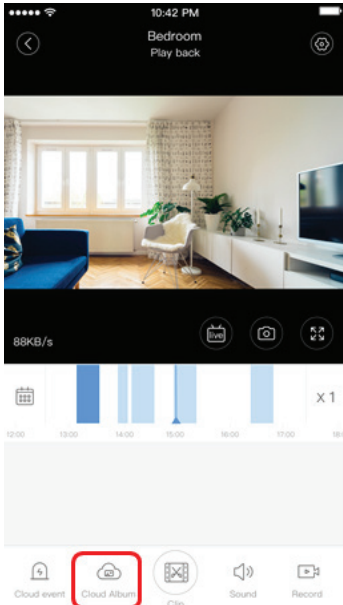 10:42 PM
Bedroom
Play back
88KB/s
live
X 1
12:00 13:00 14:00 15:00 16:00 17:00 18:
Cloud event Cloud Album Clip Sound Record